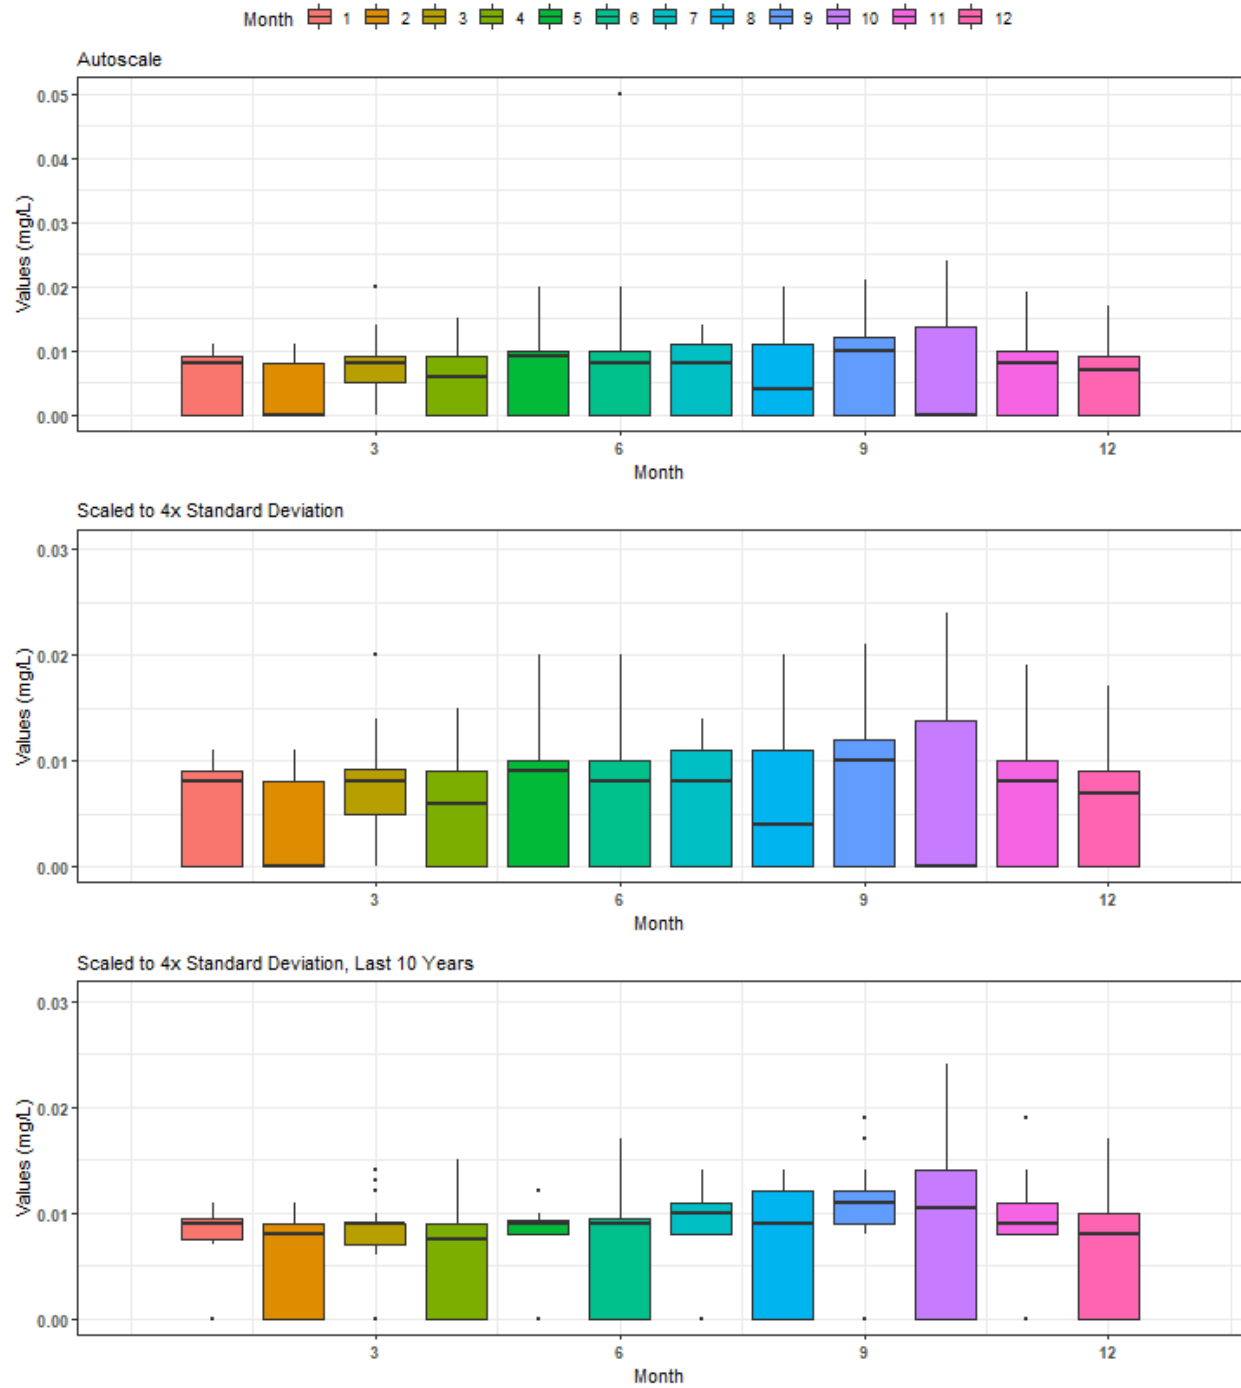 Month 1 2 3 4 5 6 7 8 9 10 11 12
Autoscale
Values (mg/L)
0.05
0.04
0.03
0.02
0.01
0.00
3 6 9 12
Month
Scaled to 4x Standard Deviation
Values (mg/L)
0.03
0.02
0.01
0.00
3 6 9 12
Month
Scaled to 4x Standard Deviation, Last 10 Years
Values (mg/L)
0.03
0.02
0.01
0.00
3 6 9 12
Month